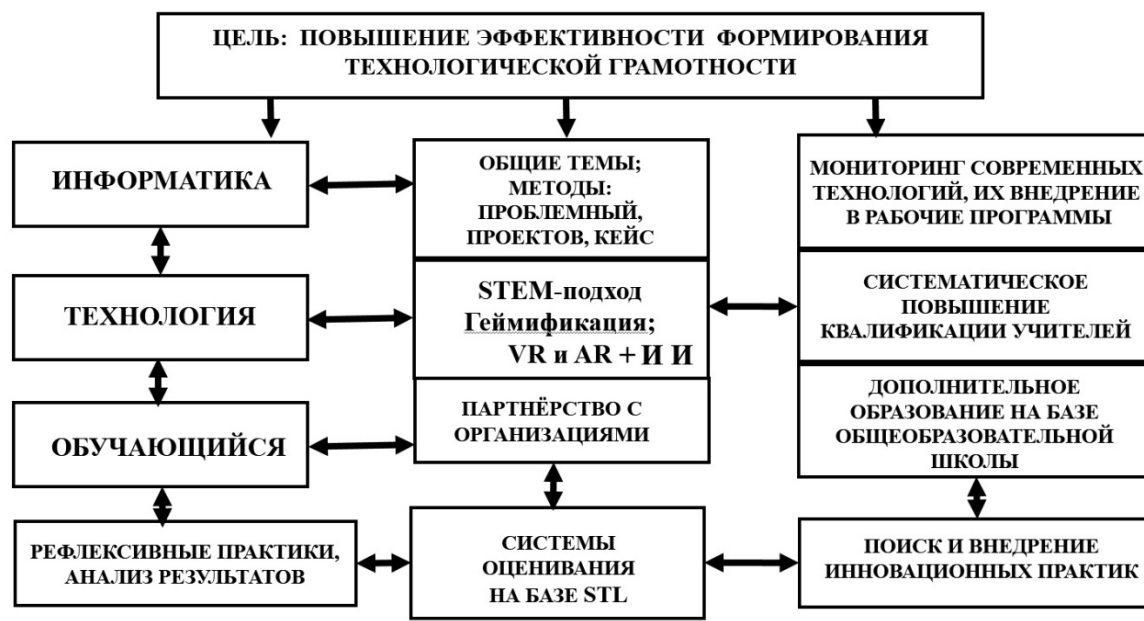 ЦЕЛЬ: ПОВЫШЕНИЕ ЭФФЕКТИВНОСТИ ФОРМИРОВАНИЯ
ТЕХНОЛОГИЧЕСКОЙ ГРАМОТНОСТИ
ИНФОРМАТИКА
ОБЩИЕ ТЕМЫ;
МЕТОДЫ:
ПРОБЛЕМНЫЙ,
ПРОЕКТОВ, КЕЙС
МОНИТОРИНГ СОВРЕМЕННЫХ
ТЕХНОЛОГИЙ, ИХ ВНЕДРЕНИЕ
В РАБОЧИЕ ПРОГРАММЫ
ТЕХНОЛОГИЯ
STEM-подход
Геймификация;
VR и AR + И И
СИСТЕМАТИЧЕСКОЕ
ПОВЫШЕНИЕ
КВАЛИФИКАЦИИ УЧИТЕЛЕЙ
ОБУЧАЮЩИЙСЯ
ПАРТНЁРСТВО С
ОРГАНИЗАЦИЯМИ
ДОПОЛНИТЕЛЬНОЕ
ОБРАЗОВАНИЕ НА БАЗЕ
ОБЩЕОБРАЗОВАТЕЛЬНОЙ
ШКОЛЫ
РЕФЛЕКСИВНЫЕ ПРАКТИКИ,
АНАЛИЗ РЕЗУЛЬТАТОВ
СИСТЕМЫ
ОЦЕНИВАНИЯ
НА БАЗЕ STL
ПОИСК И ВНЕДРЕНИЕ
ИННОВАЦИОННЫХ ПРАКТИК